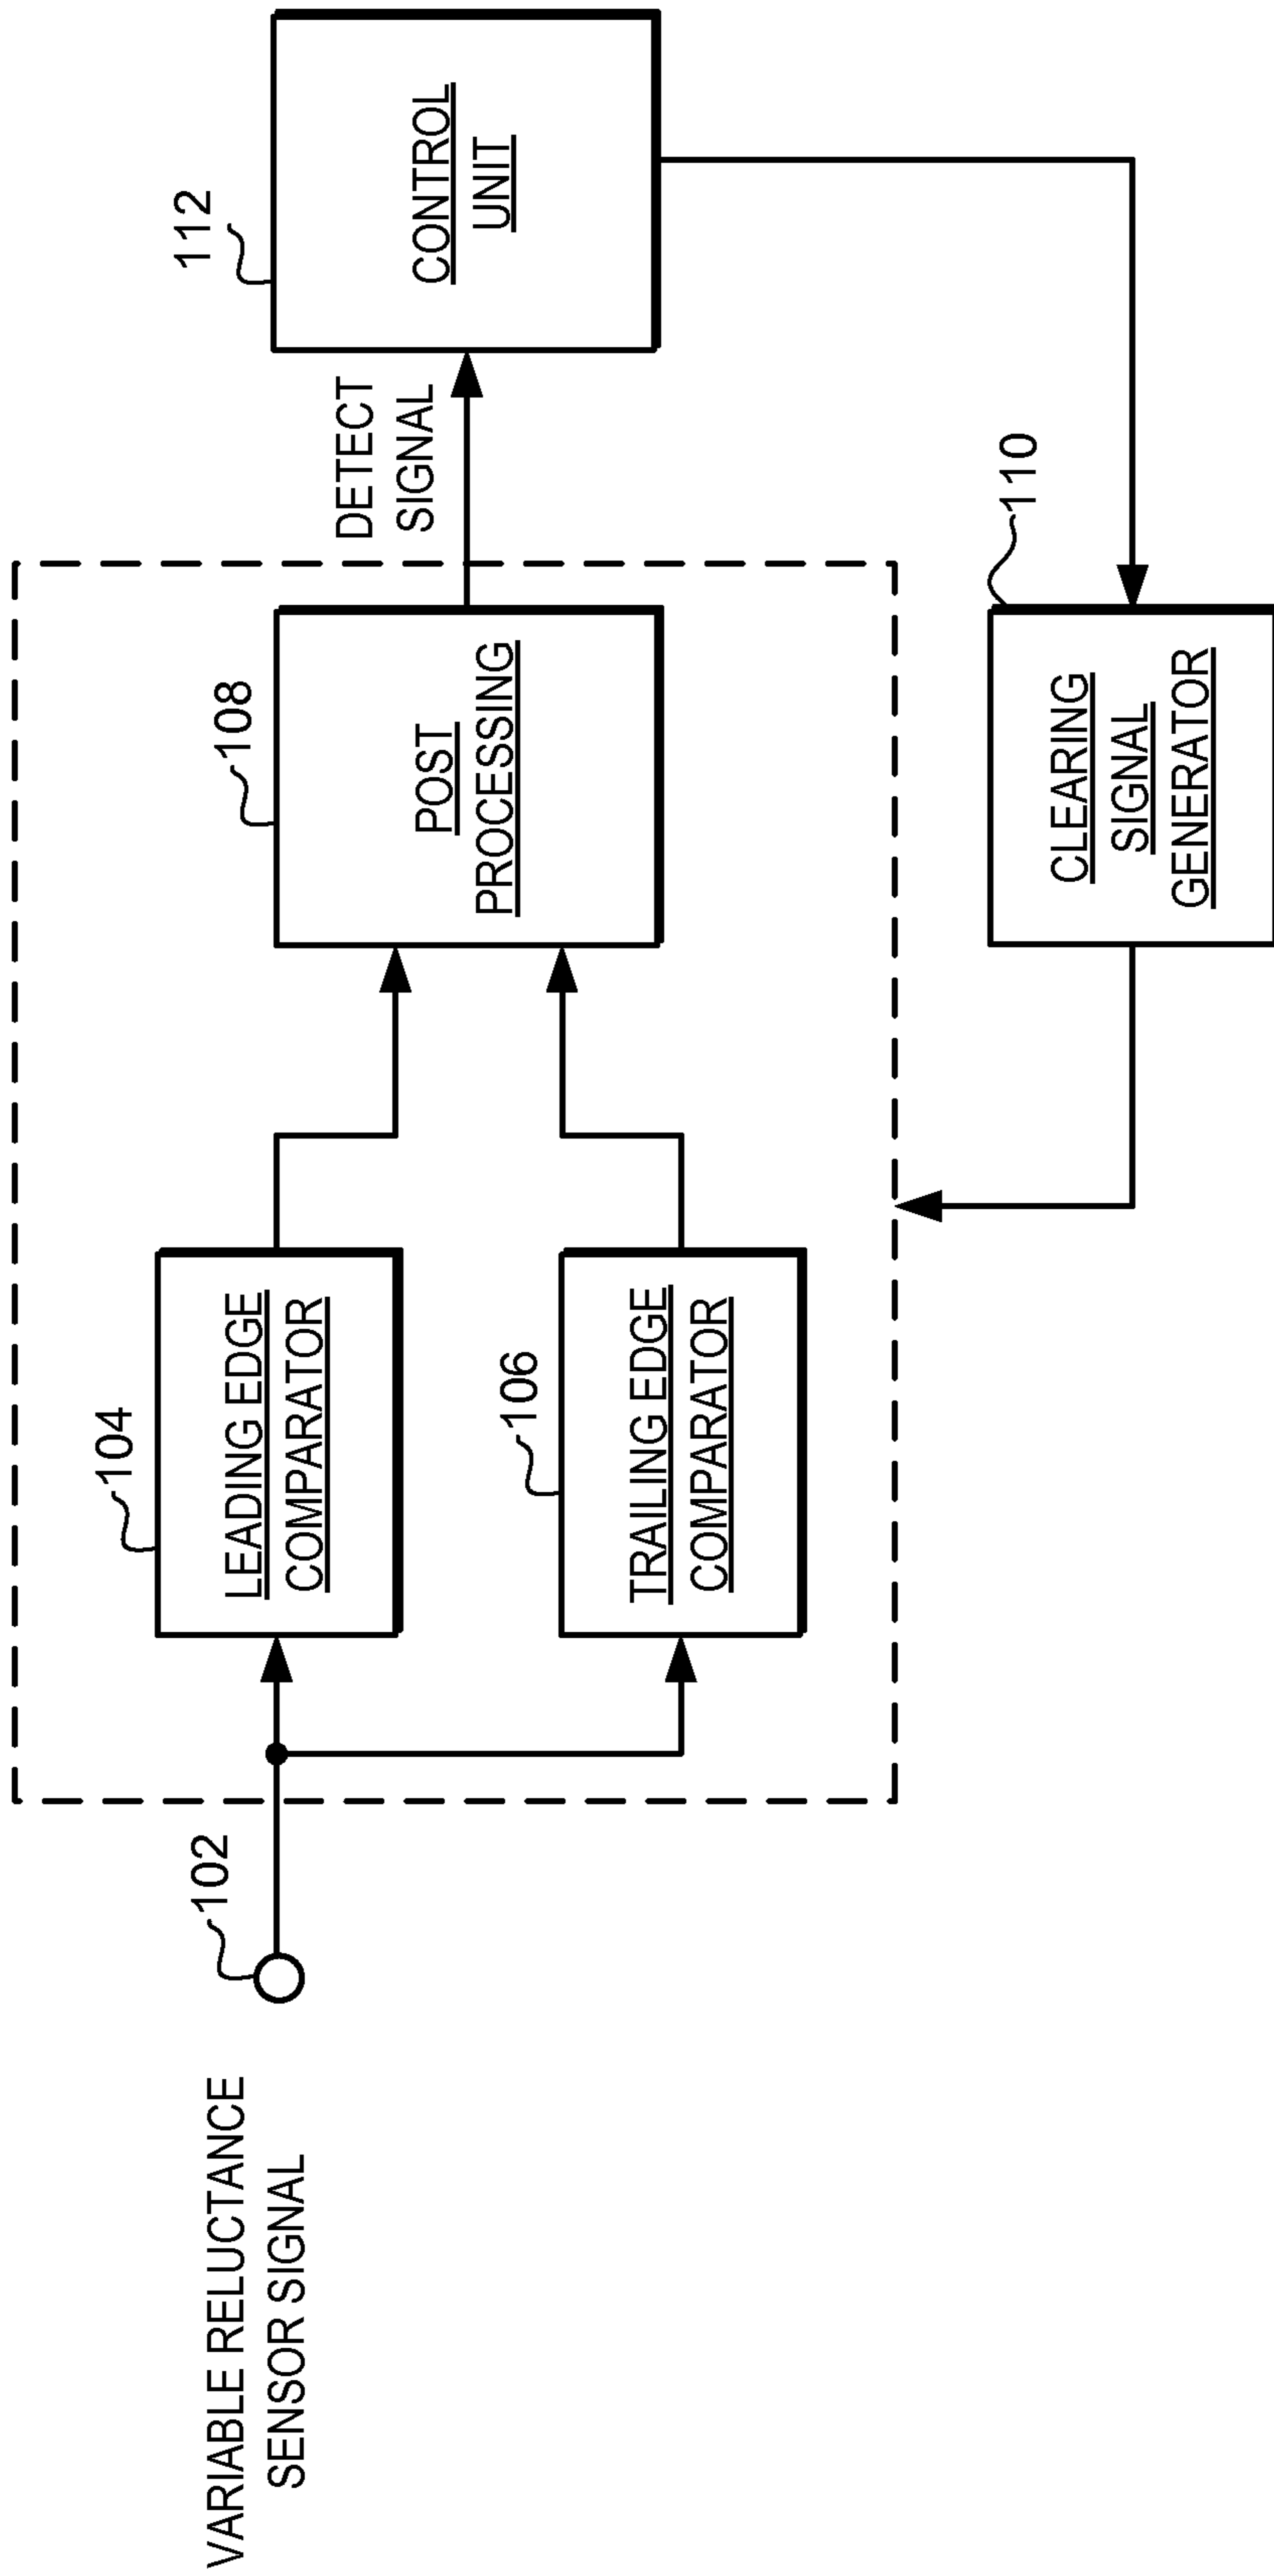 VARIABLE RELUCTANCE
SENSOR SIGNAL
102
104
LEADING EDGE
COMPARATOR
106
TRAILING EDGE
COMPARATOR
108
POST
PROCESSING
DETECT
SIGNAL
112
CONTROL
UNIT
110
CLEARING
SIGNAL
GENERATOR